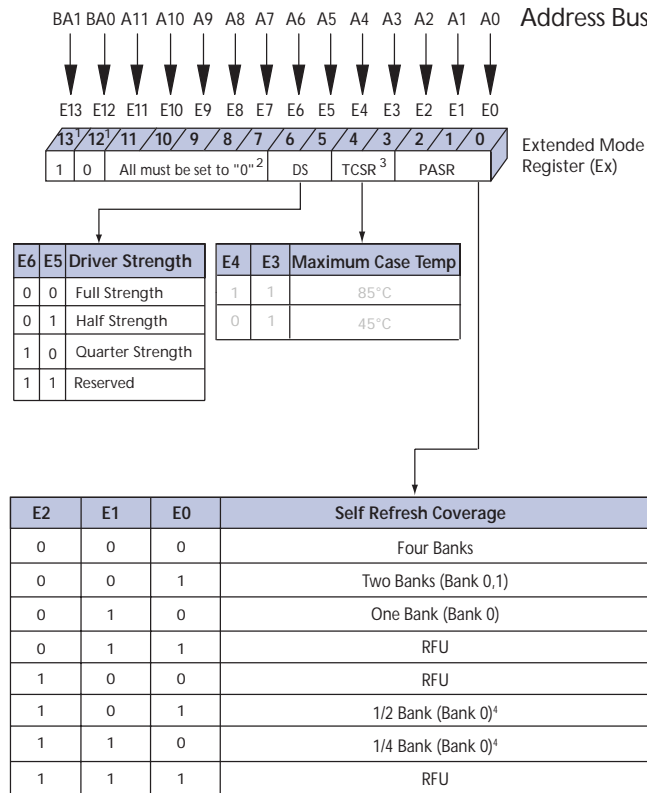 BA1 BA0 A11 A10 A9 A8 A7 A6 A5 A4 A3 A2 A1 A0 Address Bus
E13 E12 E11 E10 E9 E8 E7 E6 E5 E4 E3 E2 E1 E0
13¹ 12¹ 11 10 9 8 7 6 5 4 3 2 1 0
1 0 All must be set to "0"² DS TCSR³ PASR
Extended Mode
Register (Ex)
E6 E5 Driver Strength
0 0 Full Strength
0 1 Half Strength
1 0 Quarter Strength
1 1 Reserved
E4 E3 Maximum Case Temp
1 1 85°C
0 1 45°C
E2 E1 E0 Self Refresh Coverage
0 0 0 Four Banks
0 0 1 Two Banks (Bank 0,1)
0 1 0 One Bank (Bank 0)
0 1 1 RFU
1 0 0 RFU
1 0 1 1/2 Bank (Bank 0)⁴
1 1 0 1/4 Bank (Bank 0)⁴
1 1 1 RFU